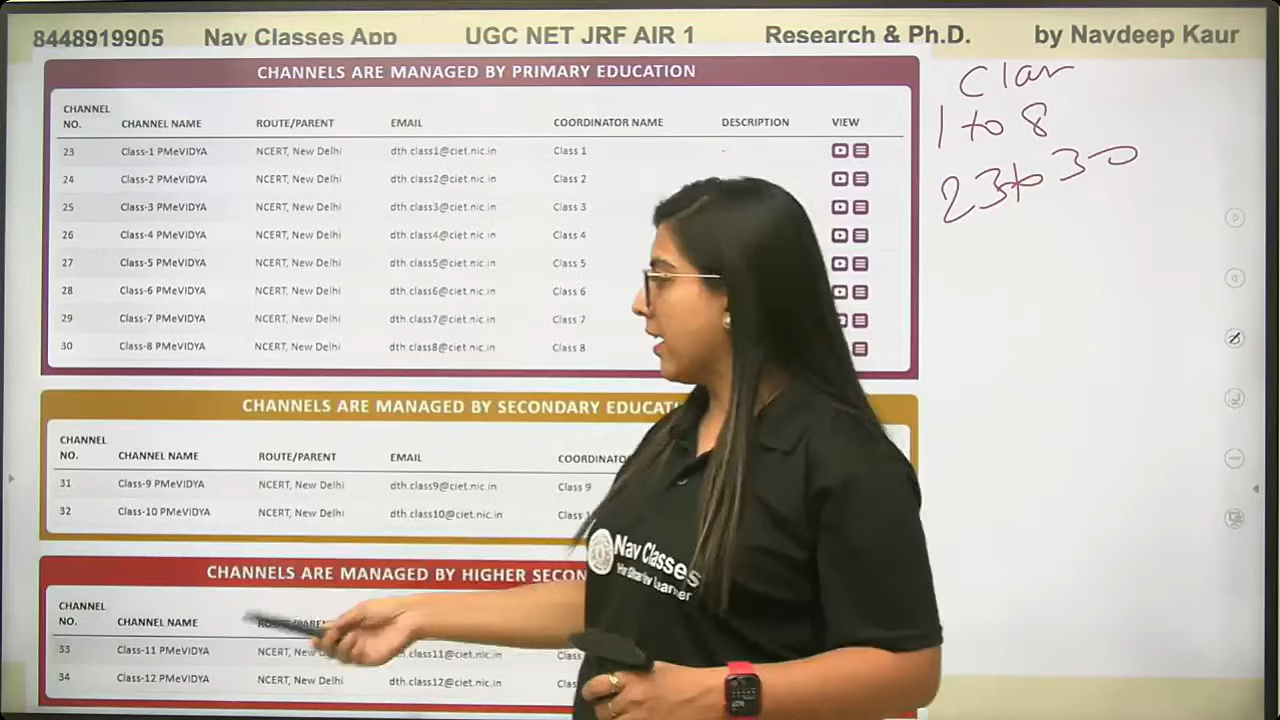 8448919905 Nav Classes App UGC NET JRF AIR 1 Research & Ph.D. by Navdeep Kaur
CHANNELS ARE MANAGED BY PRIMARY EDUCATION
CHANNEL NO. CHANNEL NAME ROUTE/PARENT EMAIL COORDINATOR NAME DESCRIPTION VIEW
23 Class-1 PMeVIDYA NCERT, New Delhi dth.class1@ciet.nic.in Class 1 -
24 Class-2 PMeVIDYA NCERT, New Delhi dth.class2@ciet.nic.in Class 2
25 Class-3 PMeVIDYA NCERT, New Delhi dth.class3@ciet.nic.in Class 3
26 Class-4 PMeVIDYA NCERT, New Delhi dth.class4@ciet.nic.in Class 4
27 Class-5 PMeVIDYA NCERT, New Delhi dth.class5@ciet.nic.in Class 5
28 Class-6 PMeVIDYA NCERT, New Delhi dth.class6@ciet.nic.in Class 6
29 Class-7 PMeVIDYA NCERT, New Delhi dth.class7@ciet.nic.in Class 7
30 Class-8 PMeVIDYA NCERT, New Delhi dth.class8@ciet.nic.in Class 8
CHANNELS ARE MANAGED BY SECONDARY EDUCATI
CHANNEL NO. CHANNEL NAME ROUTE/PARENT EMAIL COORDINATO
31 Class-9 PMeVIDYA NCERT, New Delhi dth.class9@ciet.nic.in Class 9
32 Class-10 PMeVIDYA NCERT, New Delhi dth.class10@ciet.nic.in Class 1
CHANNELS ARE MANAGED BY HIGHER SECON
CHANNEL NO. CHANNEL NAME
33 Class-11 PMeVIDYA NCERT, New th.class11@ciet.nic.in Class
34 Class-12 PMeVIDYA NCERT, New Delhi dth.class12@ciet.nic.in Clas
Class
1 to 8
23 to 30
Nav Classes